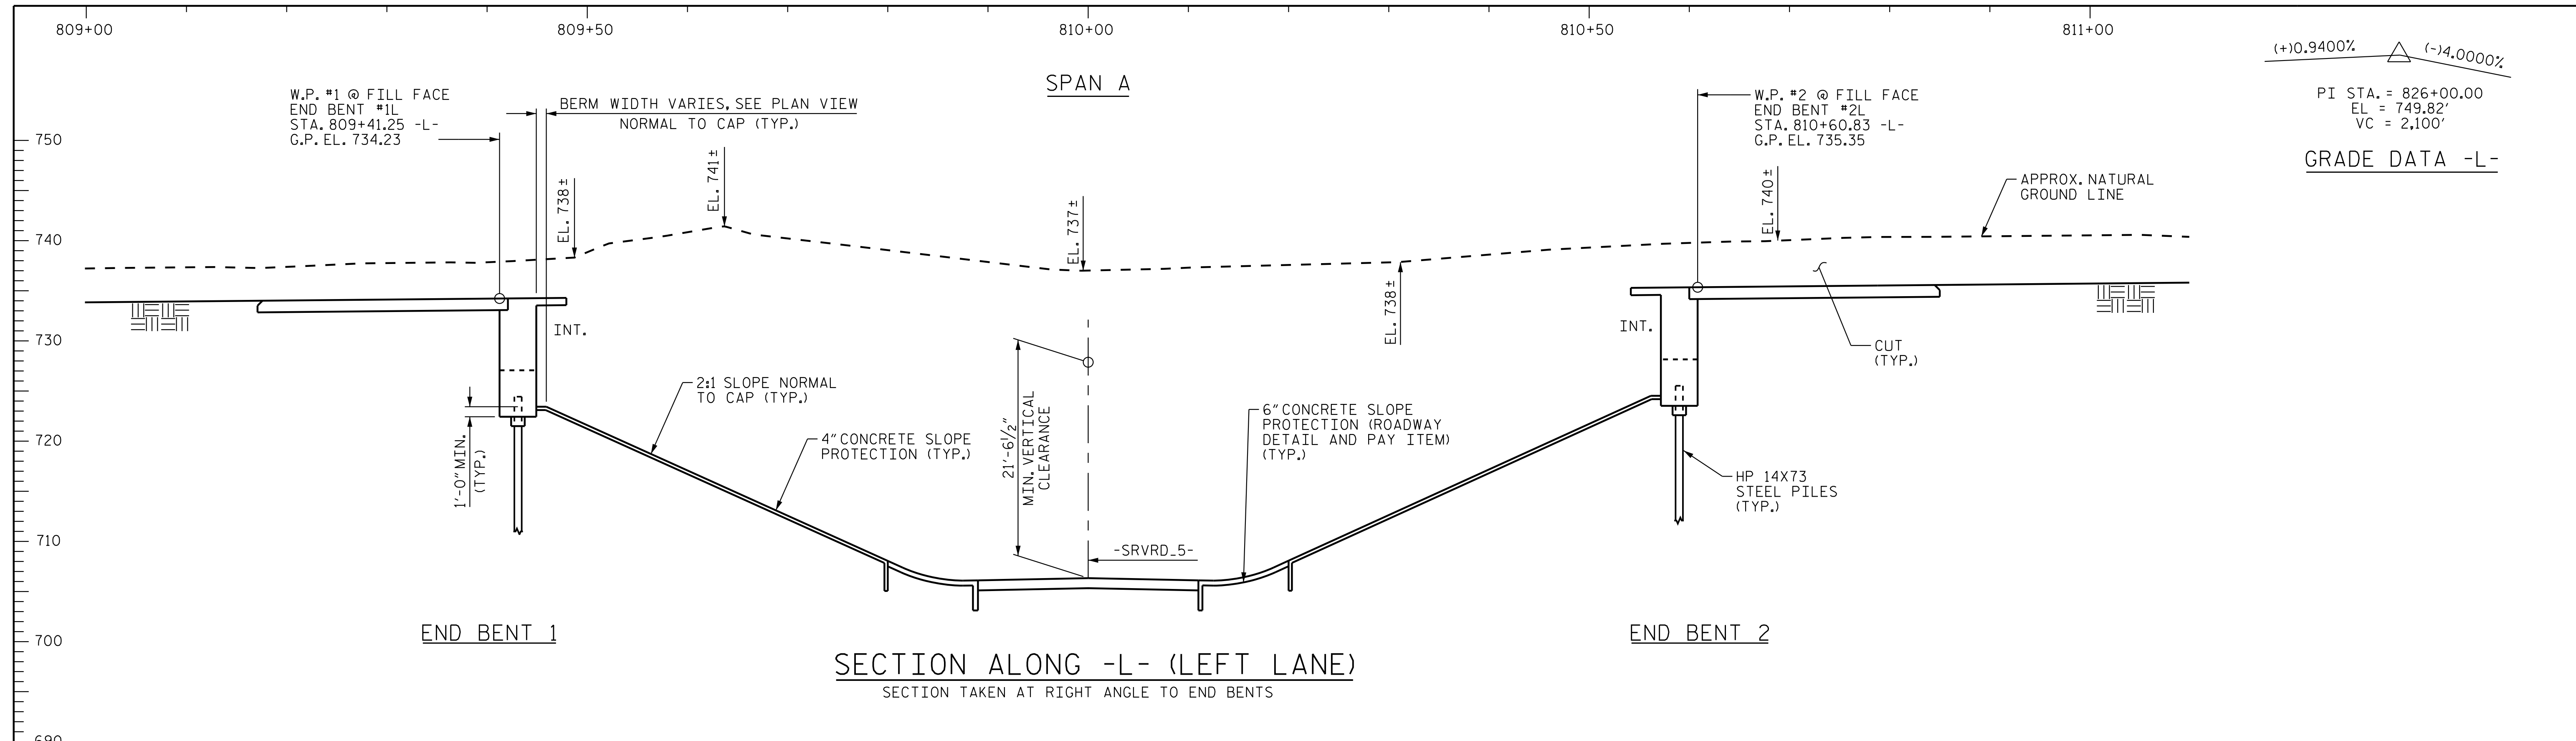 809+00
809+50
810+00
810+50
811+00
(+)0.9400%
(-)4.0000%
PI STA. = 826+00.00
EL = 749.82'
VC = 2,100'
GRADE DATA -L-
SPAN A
W.P. #1 @ FILL FACE
END BENT #1L
STA. 809+41.25 -L-
G.P. EL. 734.23
BERM WIDTH VARIES, SEE PLAN VIEW
NORMAL TO CAP (TYP.)
W.P. #2 @ FILL FACE
END BENT #2L
STA. 810+60.83 -L-
G.P. EL. 735.35
750
740
730
720
710
700
690
EL. 738±
EL. 741±
EL. 737±
EL. 738±
EL. 740±
APPROX. NATURAL
GROUND LINE
INT.
INT.
CUT
(TYP.)
2:1 SLOPE NORMAL
TO CAP (TYP.)
4" CONCRETE SLOPE
PROTECTION (TYP.)
1'-0" MIN.
(TYP.)
21'-6½"
MIN. VERTICAL
CLEARANCE
6" CONCRETE SLOPE
PROTECTION (ROADWAY
DETAIL AND PAY ITEM)
(TYP.)
HP 14X73
STEEL PILES
(TYP.)
-SRVRD_5-
END BENT 1
END BENT 2
SECTION ALONG -L- (LEFT LANE)
SECTION TAKEN AT RIGHT ANGLE TO END BENTS